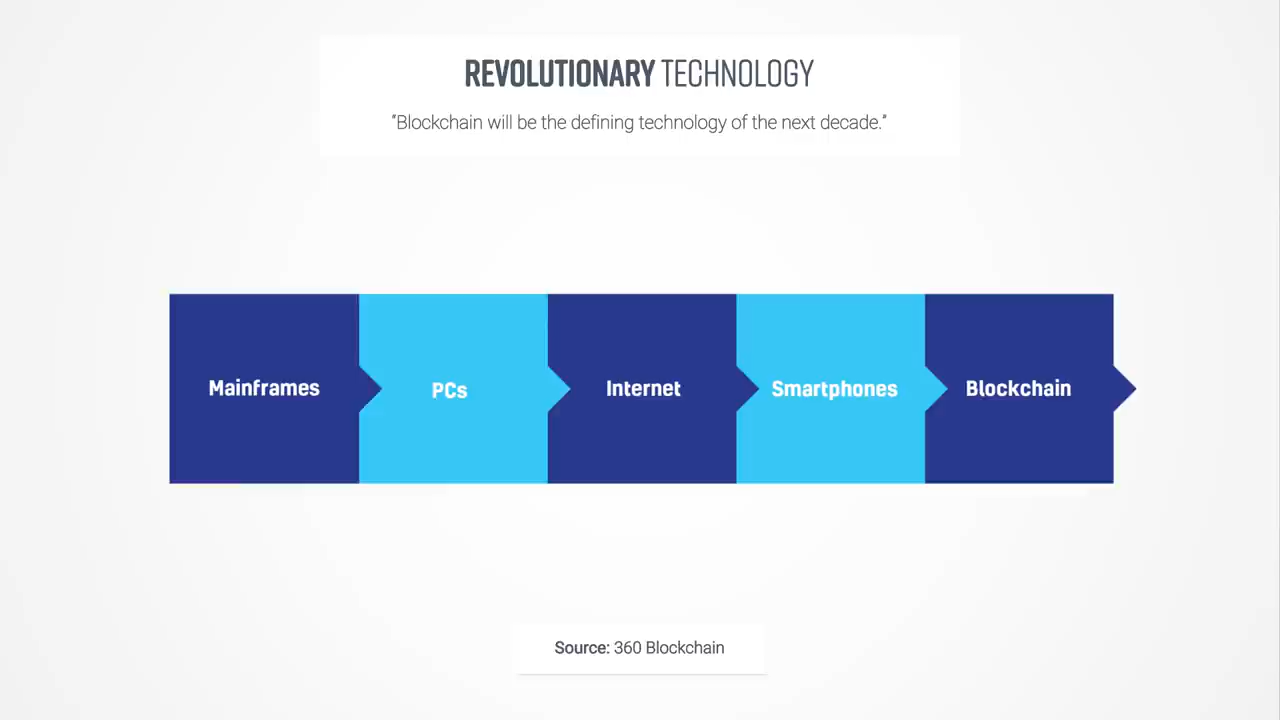 REVOLUTIONARY TECHNOLOGY
“Blockchain will be the defining technology of the next decade.”
Mainframes
PCs
Internet
Smartphones
Blockchain
Source: 360 Blockchain